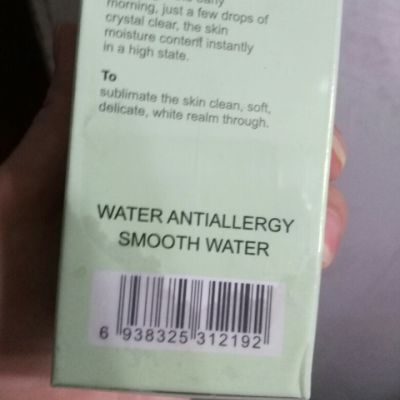 morning, just a few drops of
crystal clear, the skin
moisture content instantly
in a high state.
To
sublimate the skin clean, soft,
delicate, white realm through.
WATER ANTIALLERGY
SMOOTH WATER
6 938325 312192